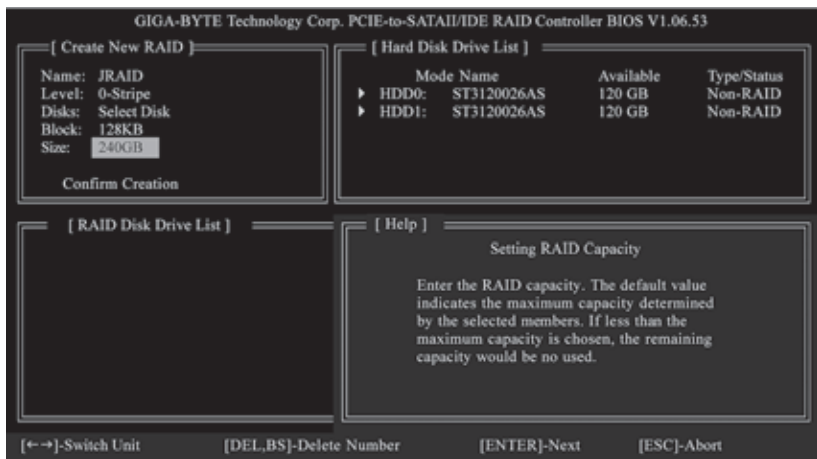 GIGA-BYTE Technology Corp. PCIE-to-SATAII/IDE RAID Controller BIOS V1.06.53
[ Create New RAID ]
Name: JRAID
Level: 0-Stripe
Disks: Select Disk
Block: 128KB
Size: 240GB
Confirm Creation
[ Hard Disk Drive List ]
Mode Name Available Type/Status
HDD0: ST3120026AS 120 GB Non-RAID
HDD1: ST3120026AS 120 GB Non-RAID
[ RAID Disk Drive List ]
[ Help ]
Setting RAID Capacity
Enter the RAID capacity. The default value
indicates the maximum capacity determined
by the selected members. If less than the
maximum capacity is chosen, the remaining
capacity would be no used.
[←→]-Switch Unit [DEL,BS]-Delete Number [ENTER]-Next [ESC]-Abort